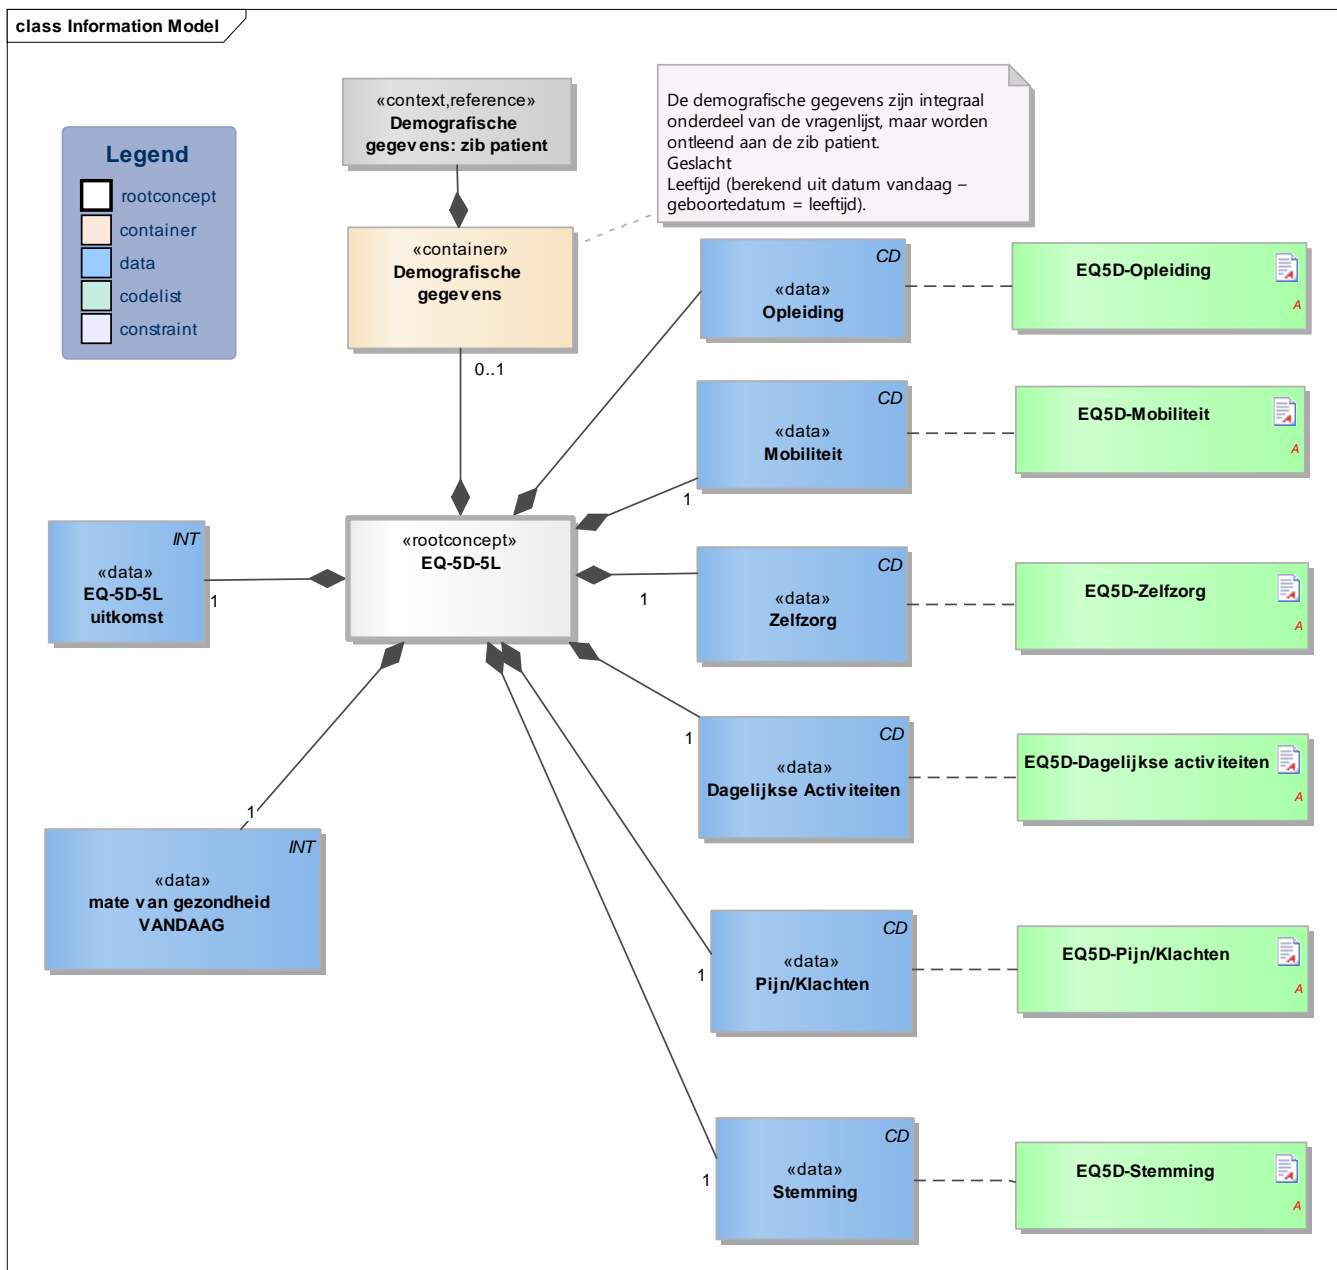 class Information Model
«context,reference»
Demografische
gegevens: zib patient
De demografische gegevens zijn integraal
onderdeel van de vragenlijst, maar worden
ontleend aan de zib patient.
Geslacht
Leeftijd (berekend uit datum vandaag –
geboortedatum = leeftijd).
Legend
rootconcept
container
data
codelist
constraint
«container»
Demografische
gegevens
0..1
CD
«data»
Opleiding
EQ5D-Opleiding
A
CD
«data»
Mobiliteit
1
EQ5D-Mobiliteit
A
«rootconcept»
EQ-5D-5L
INT
«data»
EQ-5D-5L
uitkomst
1
CD
«data»
Zelfzorg
1
EQ5D-Zelfzorg
A
CD
«data»
Dagelijkse Activiteiten
1
EQ5D-Dagelijkse activiteiten
A
1
INT
«data»
mate van gezondheid
VANDAAG
CD
«data»
Pijn/Klachten
1
EQ5D-Pijn/Klachten
A
CD
«data»
Stemming
1
EQ5D-Stemming
A